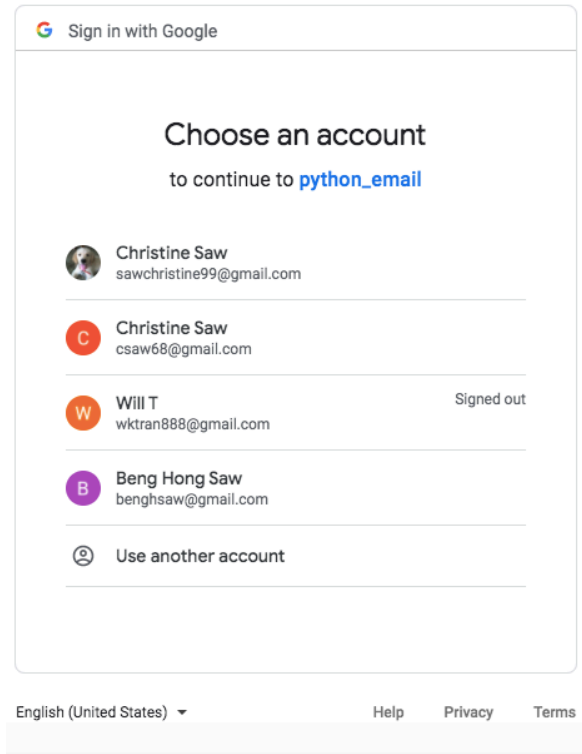 Sign in with Google
Choose an account
to continue to python_email
Christine Saw
sawchristine99@gmail.com
C
Christine Saw
csaw68@gmail.com
W
Will T
Signed out
wktran888@gmail.com
B
Beng Hong Saw
benghsaw@gmail.com
Use another account
English (United States)
Help Privacy Terms